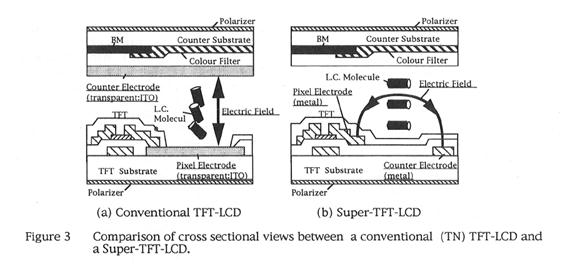 Polarizer
BM
Counter Substrate
Colour Filter
Counter Electrode
(transparent:ITO)
L.C.
Molecul
Electric Field
TFT
Pixel Electrode
(transparent:ITO)
TFT Substrate
Polarizer
(a) Conventional TFT-LCD
Polarizer
BM
Counter Substrate
Colour Filter
L.C. Molecule
Pixel Electrode
(metal)
Electric Field
TFT
Counter Electrode
(metal)
TFT Substrate
Polarizer
(b) Super-TFT-LCD
Figure 3 Comparison of cross sectional views between a conventional (TN) TFT-LCD and
a Super-TFT-LCD.